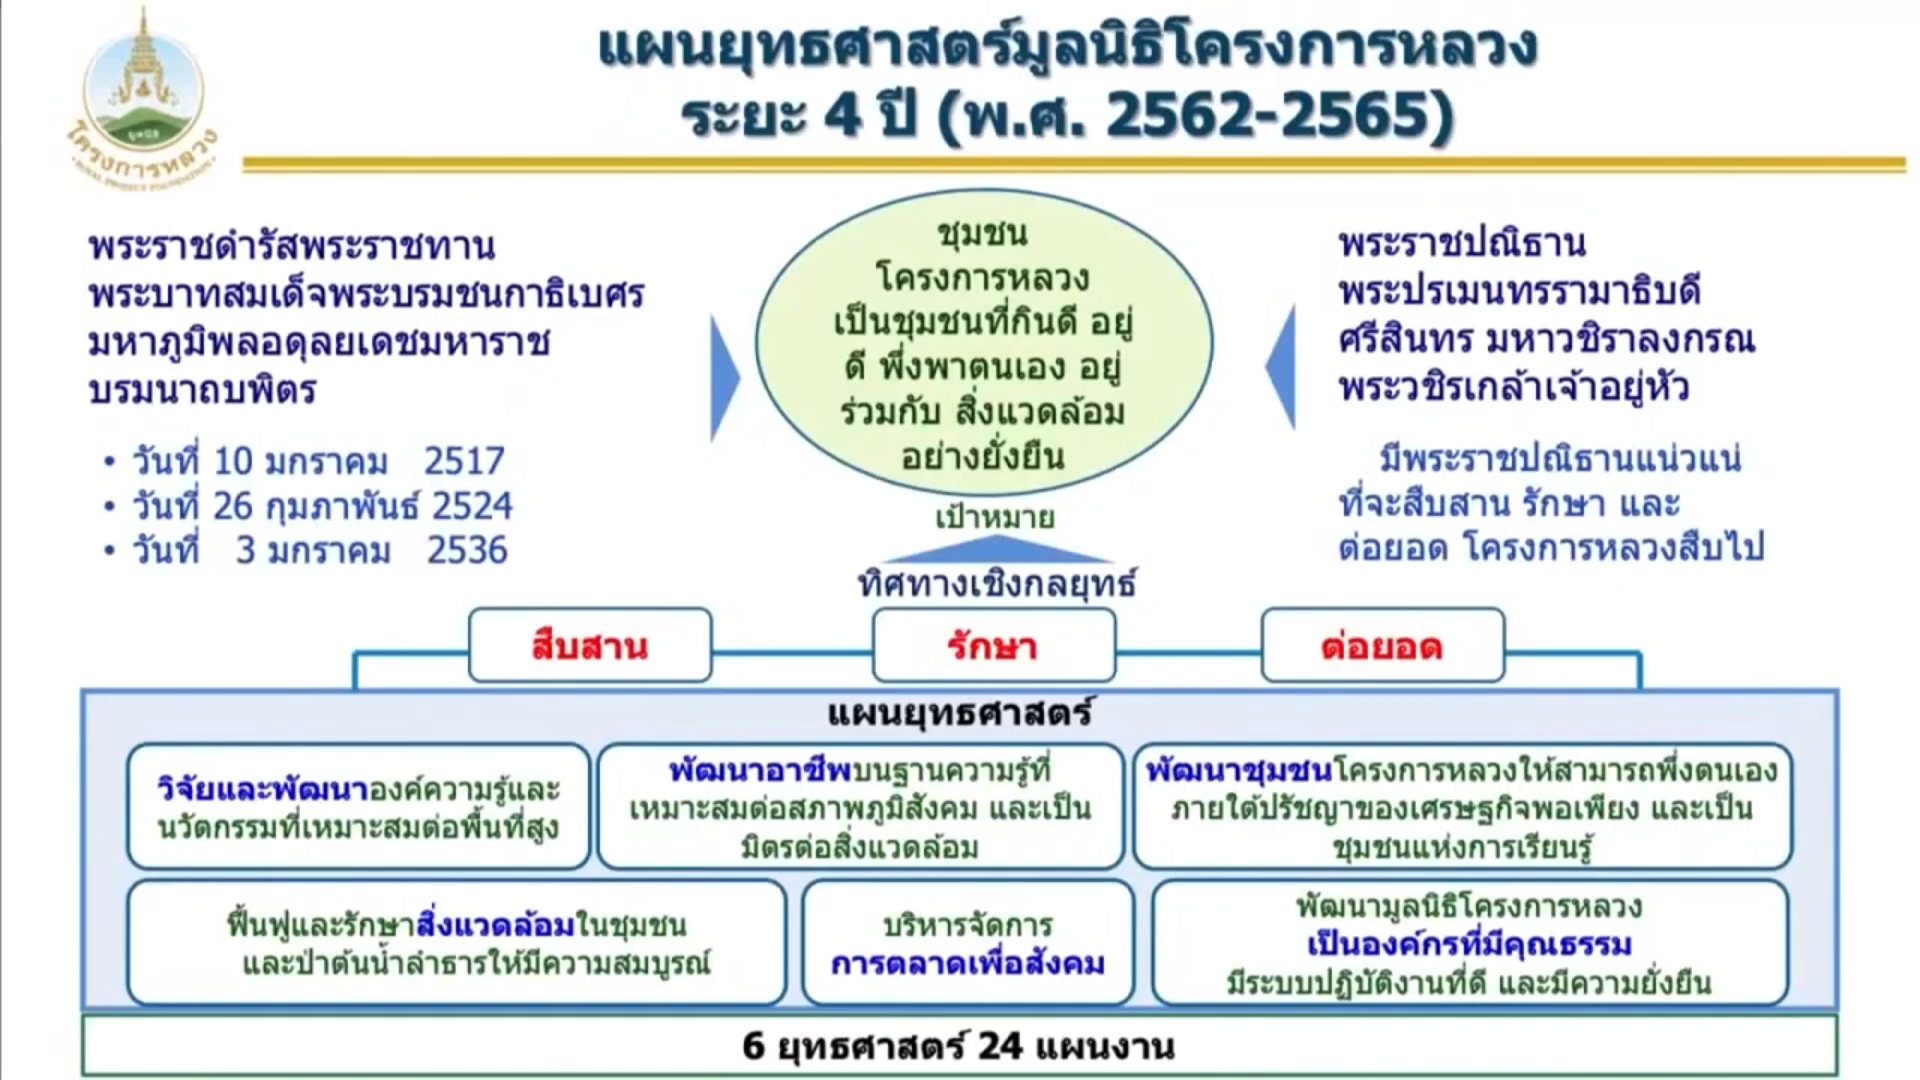 แผนยุทธศาสตร์มูลนิธิโครงการหลวง
ระยะ 4 ปี (พ.ศ. 2562-2565)
มูลนิธิ
โครงการหลวง
ROYAL PROJECT FOUNDATION
พระราชดำรัสพระราชทาน
พระบาทสมเด็จพระบรมชนกาธิเบศร
มหาภูมิพลอดุลยเดชมหาราช
บรมนาถบพิตร
• วันที่ 10 มกราคม 2517
• วันที่ 26 กุมภาพันธ์ 2524
• วันที่ 3 มกราคม 2536
ชุมชน
โครงการหลวง
เป็นชุมชนที่กินดี อยู่
ดี พึ่งพาตนเอง อยู่
ร่วมกับ สิ่งแวดล้อม
อย่างยั่งยืน
เป้าหมาย
ทิศทางเชิงกลยุทธ์
พระราชปณิธาน
พระปรเมนทรรามาธิบดี
ศรีสินทร มหาวชิราลงกรณ
พระวชิรเกล้าเจ้าอยู่หัว
มีพระราชปณิธานแน่วแน่
ที่จะสืบสาน รักษา และ
ต่อยอด โครงการหลวงสืบไป
สืบสาน
รักษา
ต่อยอด
แผนยุทธศาสตร์
วิจัยและพัฒนาองค์ความรู้และ
นวัตกรรมที่เหมาะสมต่อพื้นที่สูง
พัฒนาอาชีพบนฐานความรู้ที่
เหมาะสมต่อสภาพภูมิสังคม และเป็น
มิตรต่อสิ่งแวดล้อม
พัฒนาชุมชนโครงการหลวงให้สามารถพึ่งตนเอง
ภายใต้ปรัชญาของเศรษฐกิจพอเพียง และเป็น
ชุมชนแห่งการเรียนรู้
ฟื้นฟูและรักษาสิ่งแวดล้อมในชุมชน
และป่าต้นน้ำลำธารให้มีความสมบูรณ์
บริหารจัดการ
การตลาดเพื่อสังคม
พัฒนามูลนิธิโครงการหลวง
เป็นองค์กรที่มีคุณธรรม
มีระบบปฏิบัติงานที่ดี และมีความยั่งยืน
6 ยุทธศาสตร์ 24 แผนงาน